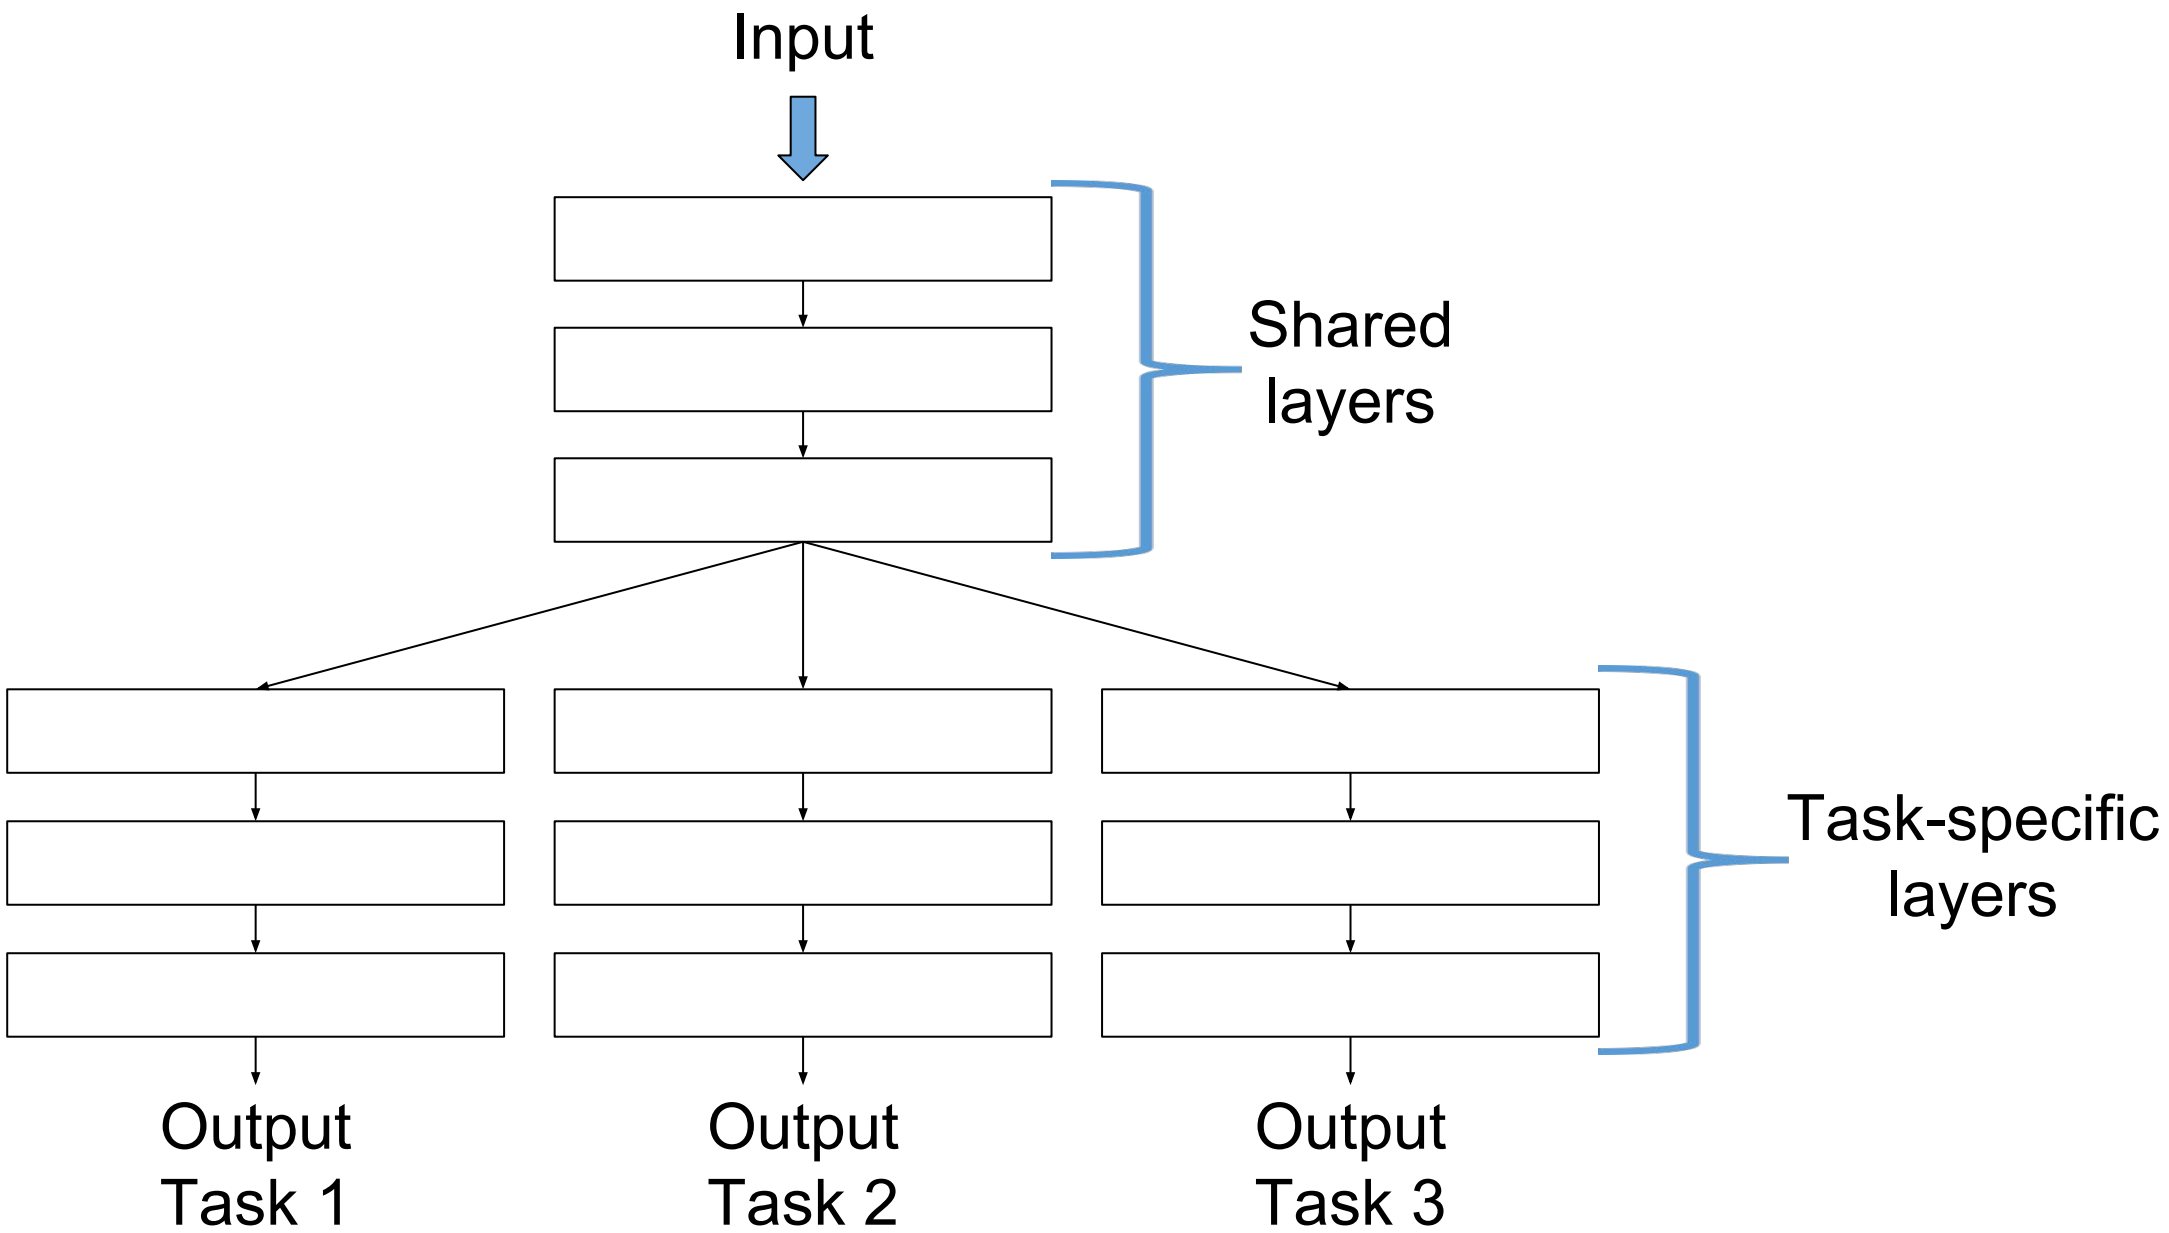 Input
Shared
layers
Task-specific
layers
Output
Task 1
Output
Task 2
Output
Task 3